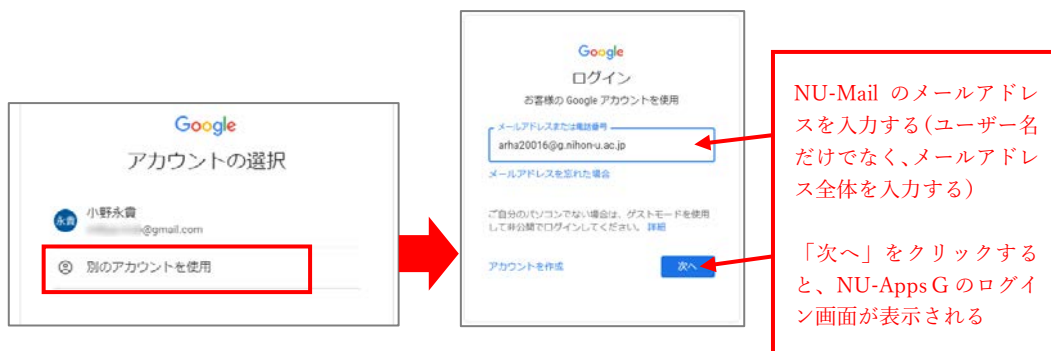 Google
アカウントの選択
小野永貴
永貴
@gmail.com
別のアカウントを使用
Google
ログイン
お客様の Google アカウントを使用
メールアドレスまたは電話番号
arha20016@g.nihon-u.ac.jp
メールアドレスを忘れた場合
ご自分のパソコンでない場合は、ゲストモードを使用
して非公開でログインしてください。 詳細
アカウントを作成
次へ
NU-Mail のメールアドレ
スを入力する(ユーザー名
だけでなく、メールアドレ
ス全体を入力する)
「次へ」をクリックする
と、NU-Apps G のログイ
ン画面が表示される